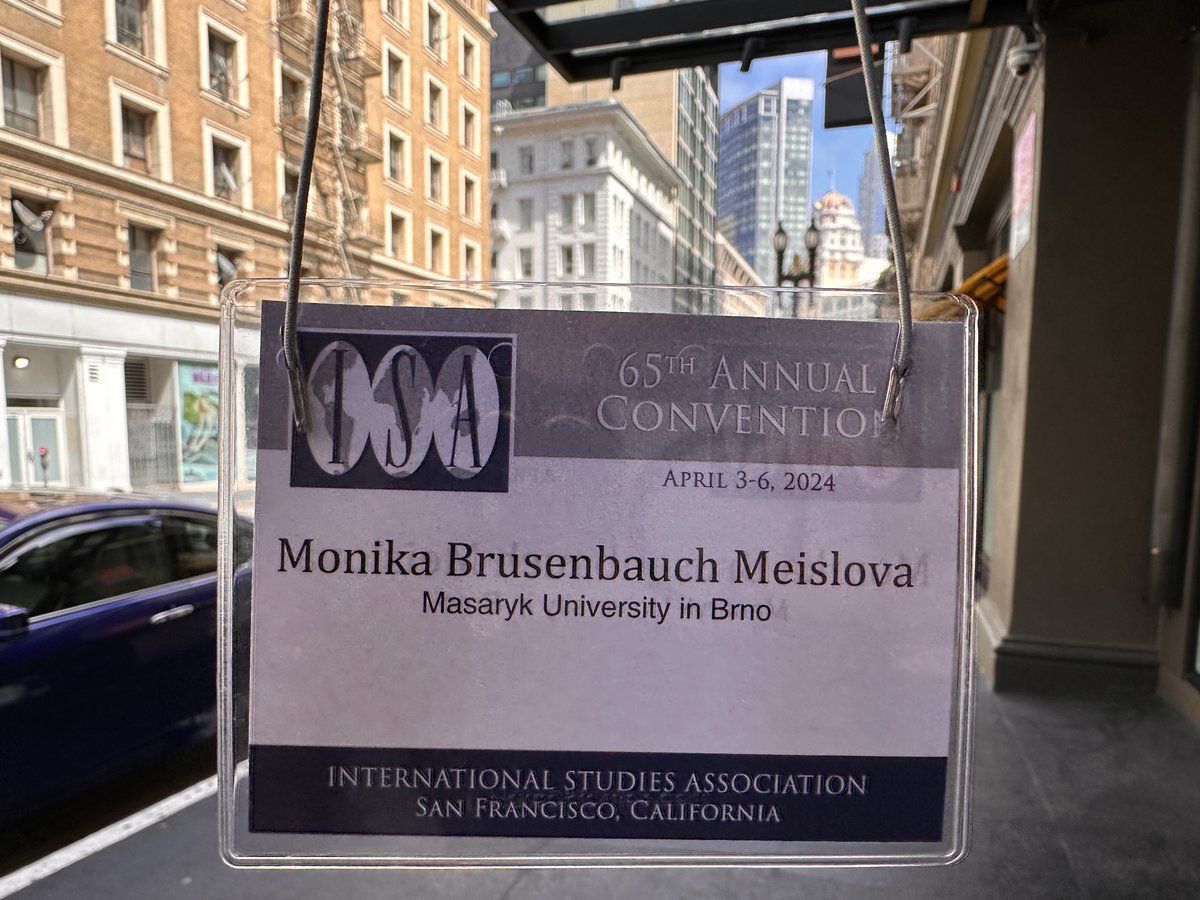 ISA
65TH ANNUAL
CONVENTION
APRIL 3-6, 2024
Monika Brusenbauch Meislova
Masaryk University in Brno
INTERNATIONAL STUDIES ASSOCIATION
SAN FRANCISCO, CALIFORNIA